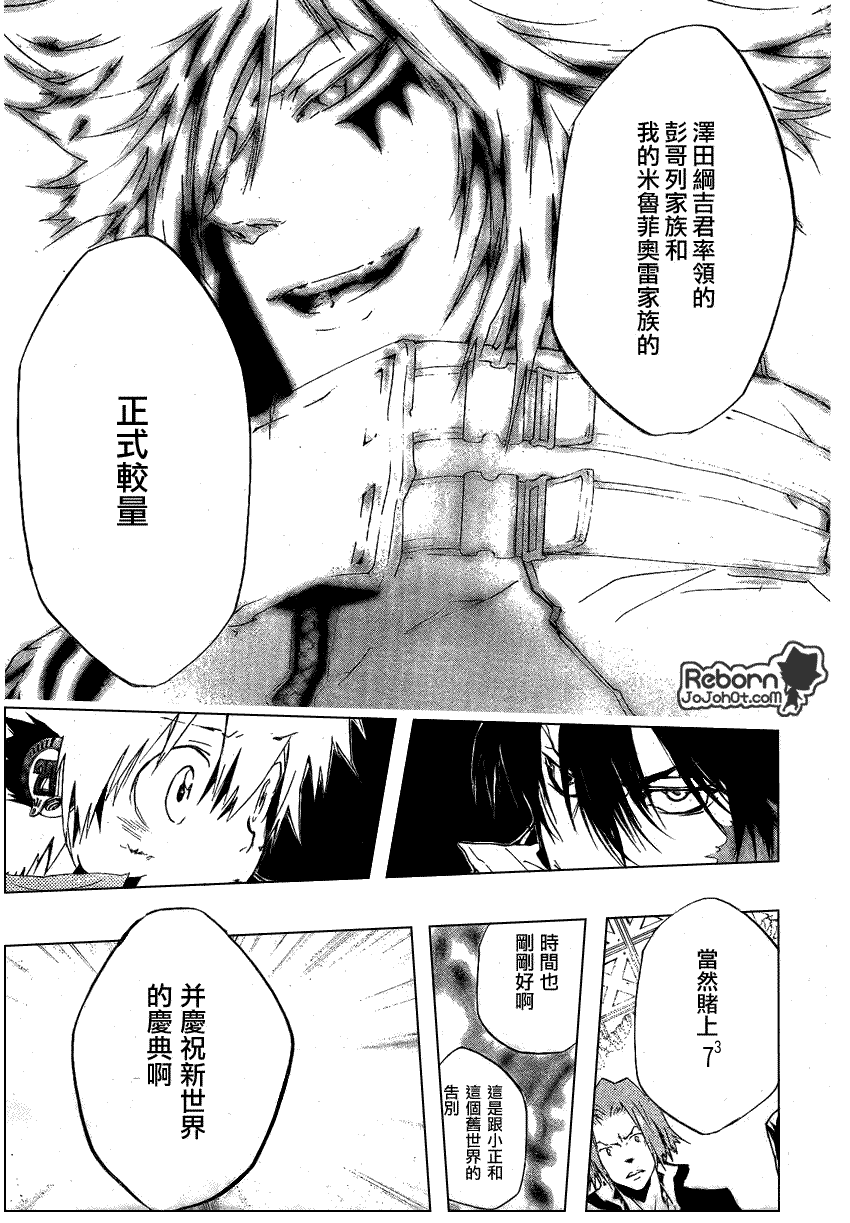 澤田綱吉君率領的
彭哥列家族和
我的米魯菲奧雷家族的
正式較量
Reborn
JoJohot.com
當然賭上
7³
時間也
剛剛好啊
這是跟小正和
這個舊世界的
告別
并慶祝新世界
的慶典啊